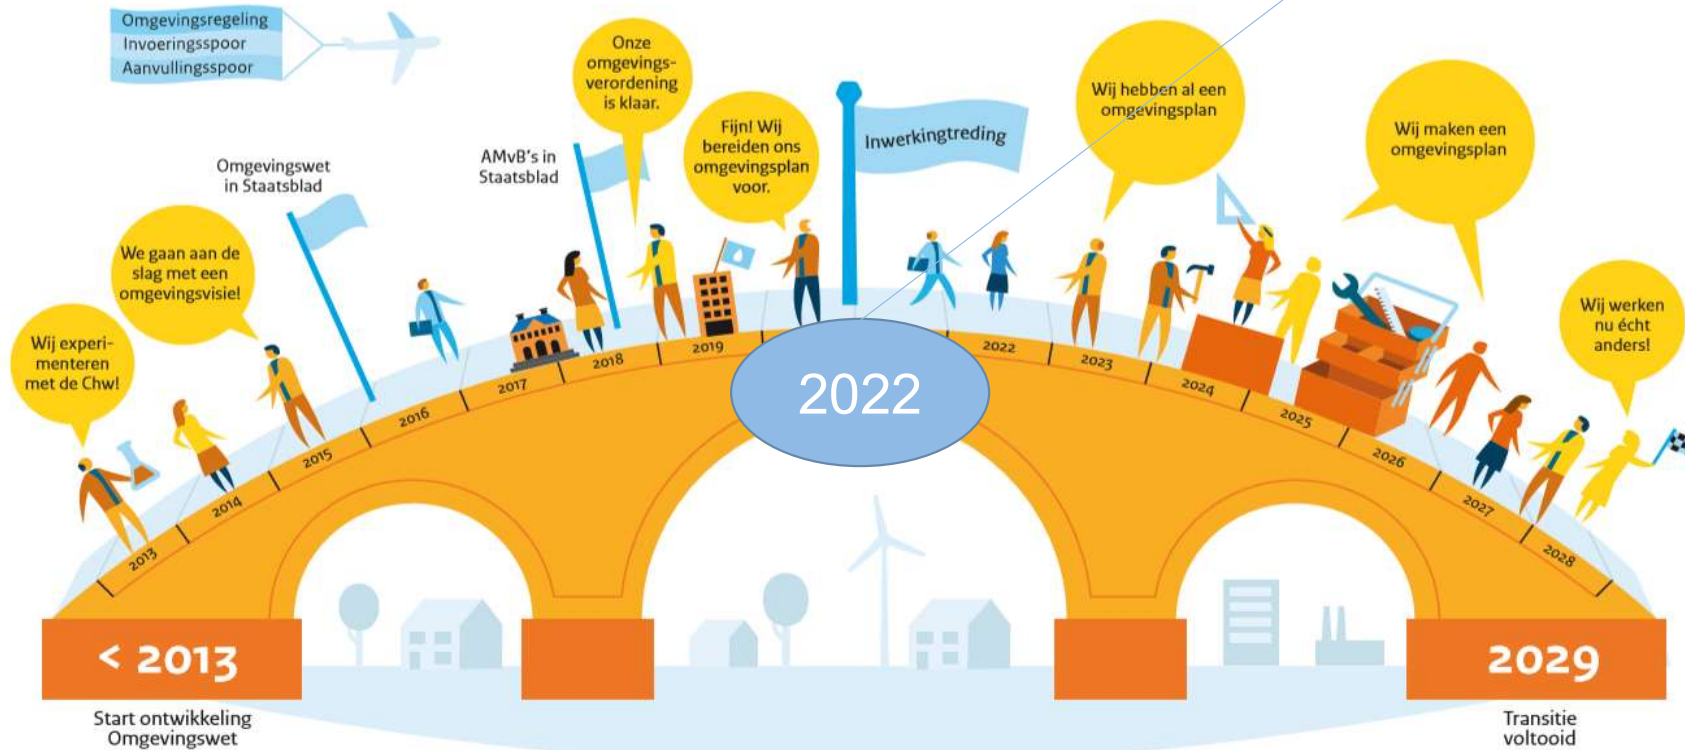 Omgevingsregeling
Invoeringsspoor
Aanvullingsspoor
Wij experi-
menteren
met de Chw!
We gaan aan de
slag met een
omgevingsvisie!
Omgevingswet
in Staatsblad
AMvB's in
Staatsblad
Onze
omgevings-
verordening
is klaar.
Fijn! Wij
bereiden ons
omgevingsplan
voor.
Inwerkingtreding
Wij hebben al een
omgevingsplan
Wij maken een
omgevingsplan
Wij werken
nu écht
anders!
2013
2014
2015
2016
2017
2018
2019
2022
2022
2023
2024
2025
2026
2027
2028
< 2013
Start ontwikkeling
Omgevingswet
2029
Transitie
voltooid